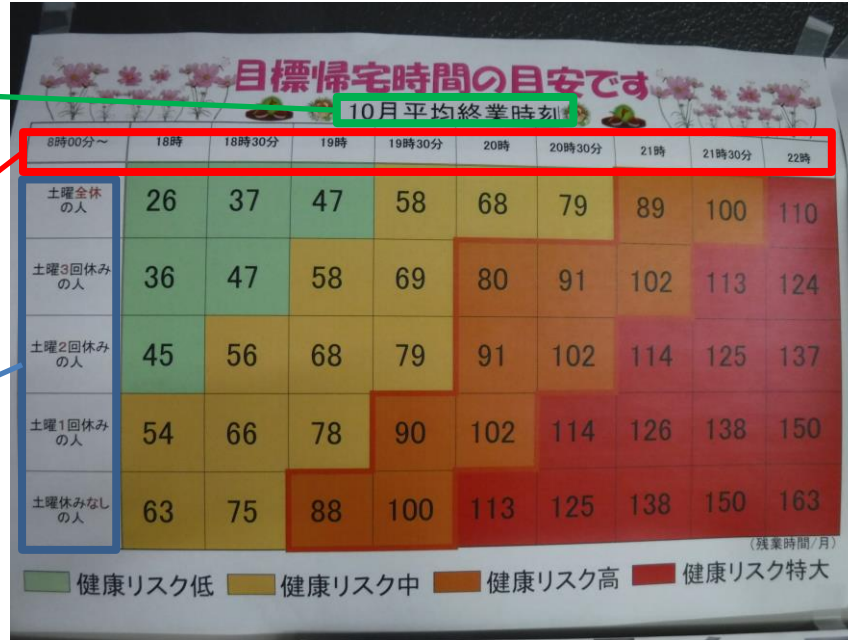 目標帰宅時間の目安です
10月平均終業時刻
8時00分～ 18時 18時30分 19時 19時30分 20時 20時30分 21時 21時30分 22時
土曜全休の人 26 37 47 58 68 79 89 100 110
土曜3回休みの人 36 47 58 69 80 91 102 113 124
土曜2回休みの人 45 56 68 79 91 102 114 125 137
土曜1回休みの人 54 66 78 90 102 114 126 138 150
土曜休みなしの人 63 75 88 100 113 125 138 150 163
(残業時間/月)
健康リスク低 健康リスク中 健康リスク高 健康リスク特大